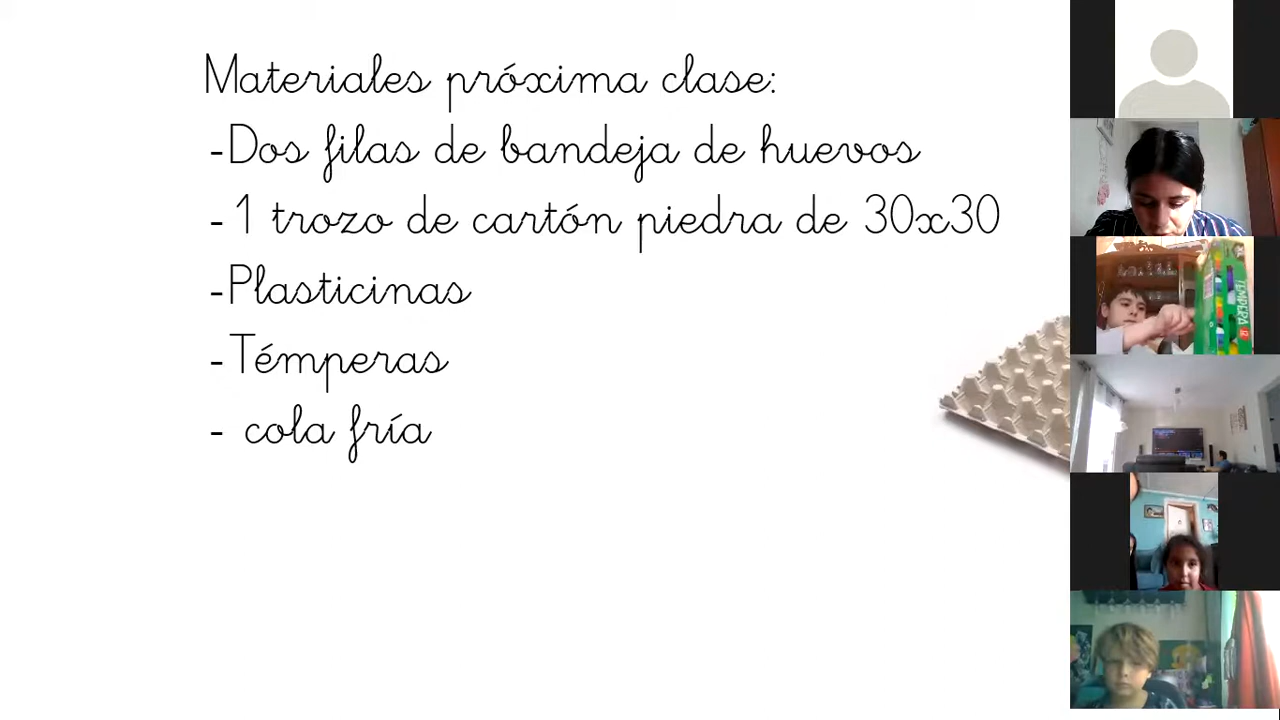 Materiales próxima clase:
-Dos filas de bandeja de huevos
- 1 trozo de cartón piedra de 30x30
-Plasticinas
-Témperas
- cola fría
TEMPERA